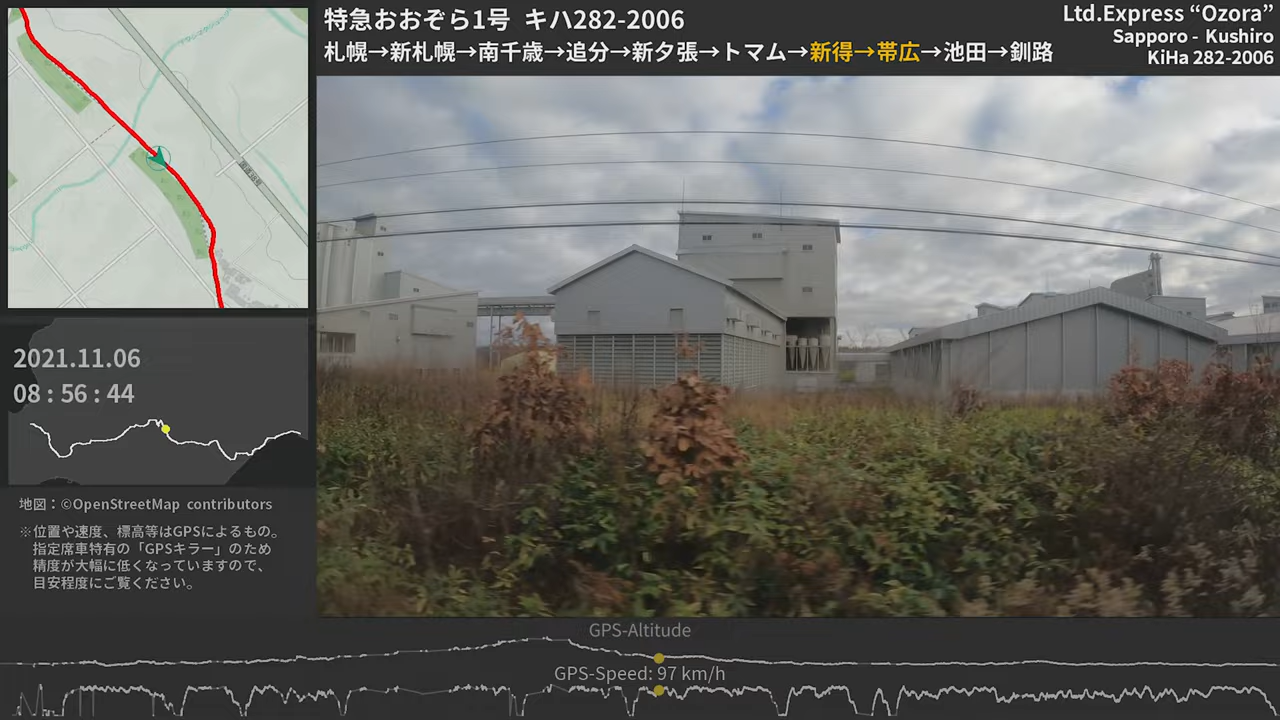 特急おおぞら1号 キハ282-2006
札幌→新札幌→南千歳→追分→新夕張→トマム→新得→帯広→池田→釧路
Ltd.Express “Ozora”
Sapporo - Kushiro
KiHa 282-2006
2021.11.06
08 : 56 : 44
地図：©OpenStreetMap contributors
※位置や速度、標高等はGPSによるもの。
指定席車特有の「GPSキラー」のため
精度が大幅に低くなっていますので、
目安程度にご覧ください。
GPS-Altitude
GPS-Speed: 97 km/h